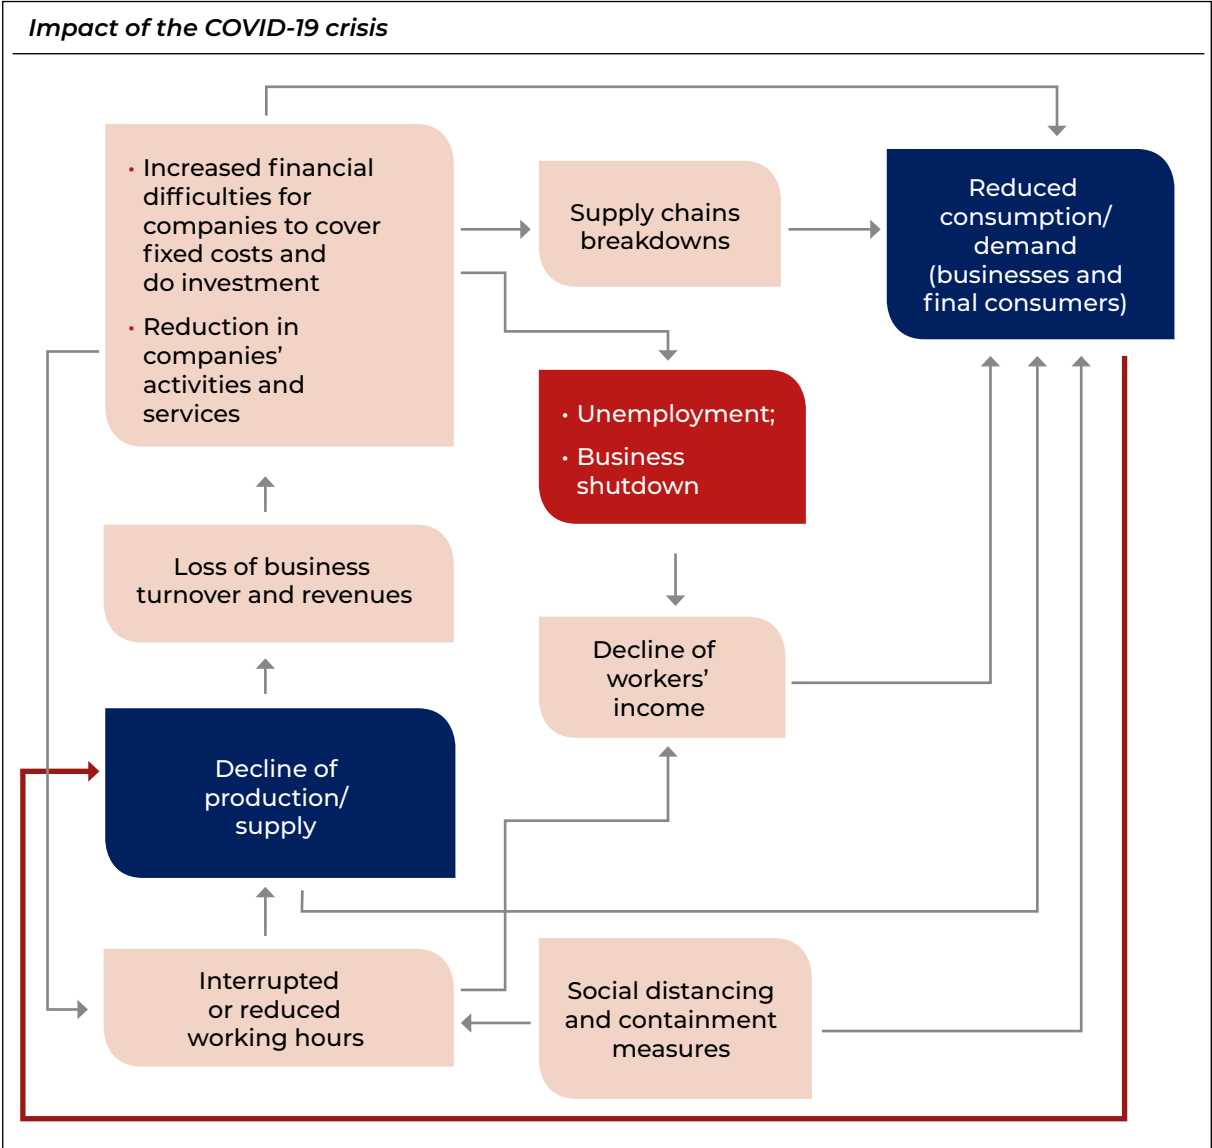 Impact of the COVID-19 crisis
• Increased financial
difficulties for
companies to cover
fixed costs and
do investment
• Reduction in
companies’
activities and
services
Supply chains
breakdowns
Reduced
consumption/
demand
(businesses and
final consumers)
• Unemployment;
• Business
shutdown
Loss of business
turnover and revenues
Decline of
workers’
income
Decline of
production/
supply
Interrupted
or reduced
working hours
Social distancing
and containment
measures